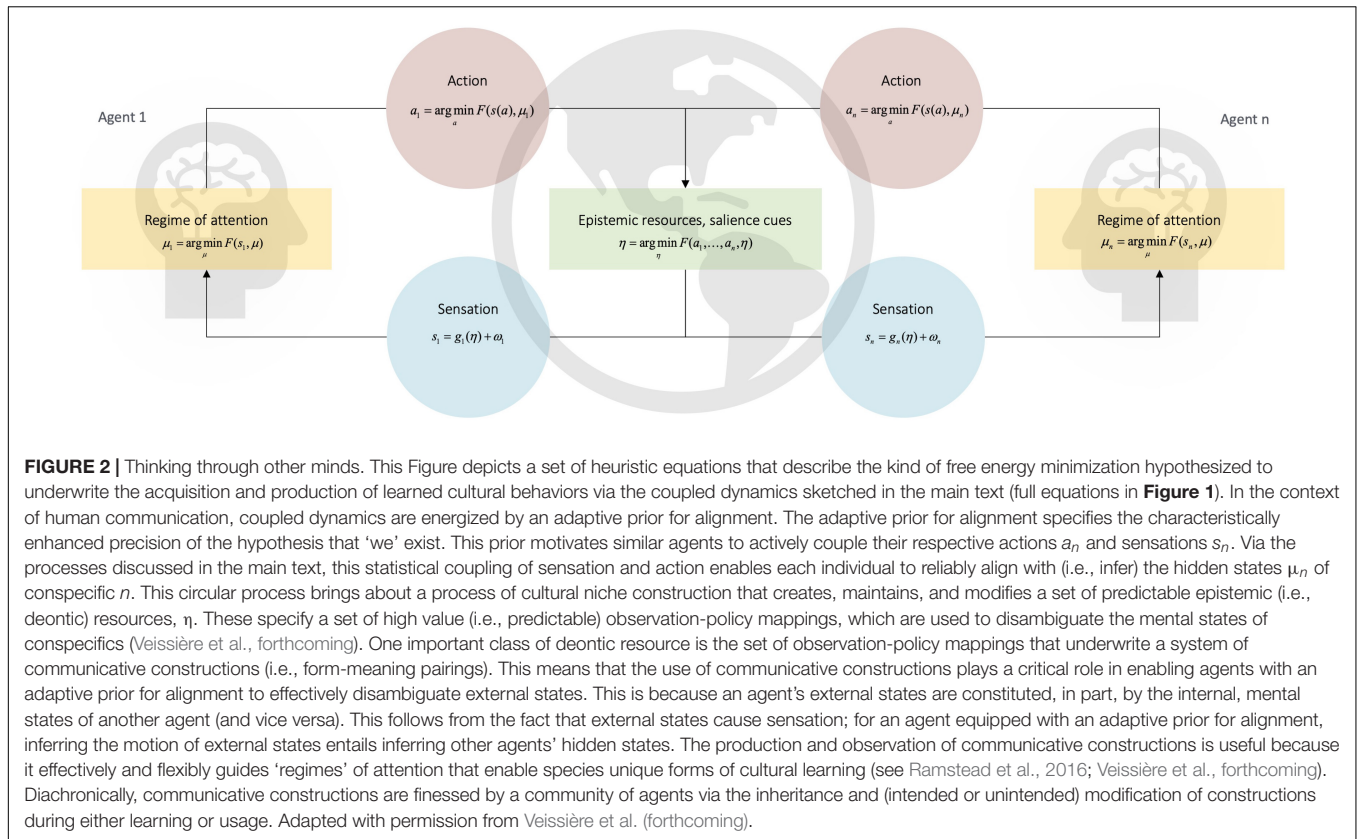 Action
a₁ = arg min F(s(a), μ₁)
a
Action
aₙ = arg min F(s(a), μₙ)
a
Agent 1
Agent n
Regime of attention
μ₁ = arg min F(s₁, μ)
μ
Epistemic resources, salience cues
η = arg min F(a₁,…, aₙ, η)
η
Regime of attention
μₙ = arg min F(sₙ, μ)
μ
Sensation
s₁ = g₁(η) + ω₁
Sensation
sₙ = gₙ(η) + ωₙ
FIGURE 2 | Thinking through other minds. This Figure depicts a set of heuristic equations that describe the kind of free energy minimization hypothesized to
underwrite the acquisition and production of learned cultural behaviors via the coupled dynamics sketched in the main text (full equations in Figure 1). In the context
of human communication, coupled dynamics are energized by an adaptive prior for alignment. The adaptive prior for alignment specifies the characteristically
enhanced precision of the hypothesis that ‘we’ exist. This prior motivates similar agents to actively couple their respective actions aₙ and sensations sₙ. Via the
processes discussed in the main text, this statistical coupling of sensation and action enables each individual to reliably align with (i.e., infer) the hidden states μₙ of
conspecific n. This circular process brings about a process of cultural niche construction that creates, maintains, and modifies a set of predictable epistemic (i.e.,
deontic) resources, η. These specify a set of high value (i.e., predictable) observation-policy mappings, which are used to disambiguate the mental states of
conspecifics (Veissière et al., forthcoming). One important class of deontic resource is the set of observation-policy mappings that underwrite a system of
communicative constructions (i.e., form-meaning pairings). This means that the use of communicative constructions plays a critical role in enabling agents with an
adaptive prior for alignment to effectively disambiguate external states. This is because an agent’s external states are constituted, in part, by the internal, mental
states of another agent (and vice versa). This follows from the fact that external states cause sensation; for an agent equipped with an adaptive prior for alignment,
inferring the motion of external states entails inferring other agents’ hidden states. The production and observation of communicative constructions is useful because
it effectively and flexibly guides ‘regimes’ of attention that enable species unique forms of cultural learning (see Ramstead et al., 2016; Veissière et al., forthcoming).
Diachronically, communicative constructions are finessed by a community of agents via the inheritance and (intended or unintended) modification of constructions
during either learning or usage. Adapted with permission from Veissière et al. (forthcoming).